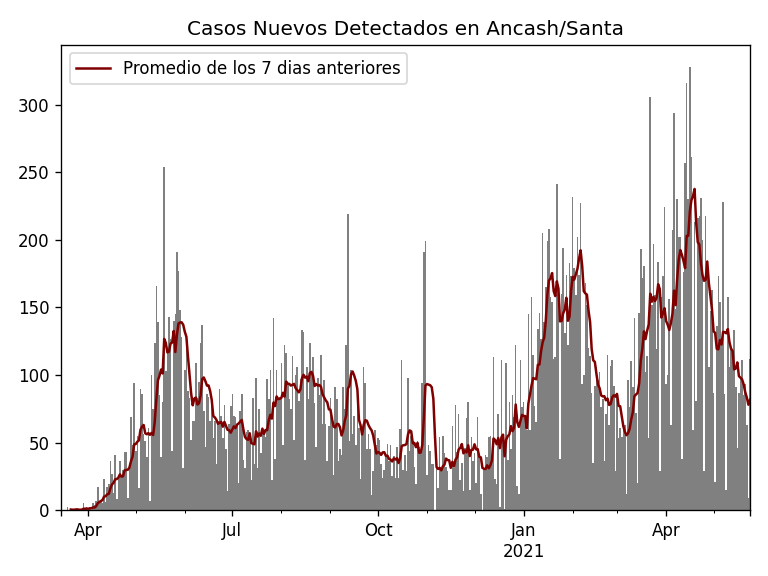 Casos Nuevos Detectados en Ancash/Santa
Promedio de los 7 dias anteriores
300
250
200
150
100
50
0
Apr
Jul
Oct
Jan
2021
Apr